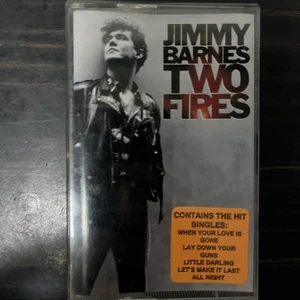 JIMMY
BARNES
TWO
FIRES
CONTAINS THE HIT
SINGLES:
WHEN YOUR LOVE IS
GONE
LAY DOWN YOUR
GUNS
LITTLE DARLING
LET'S MAKE IT LAST
ALL NIGHT